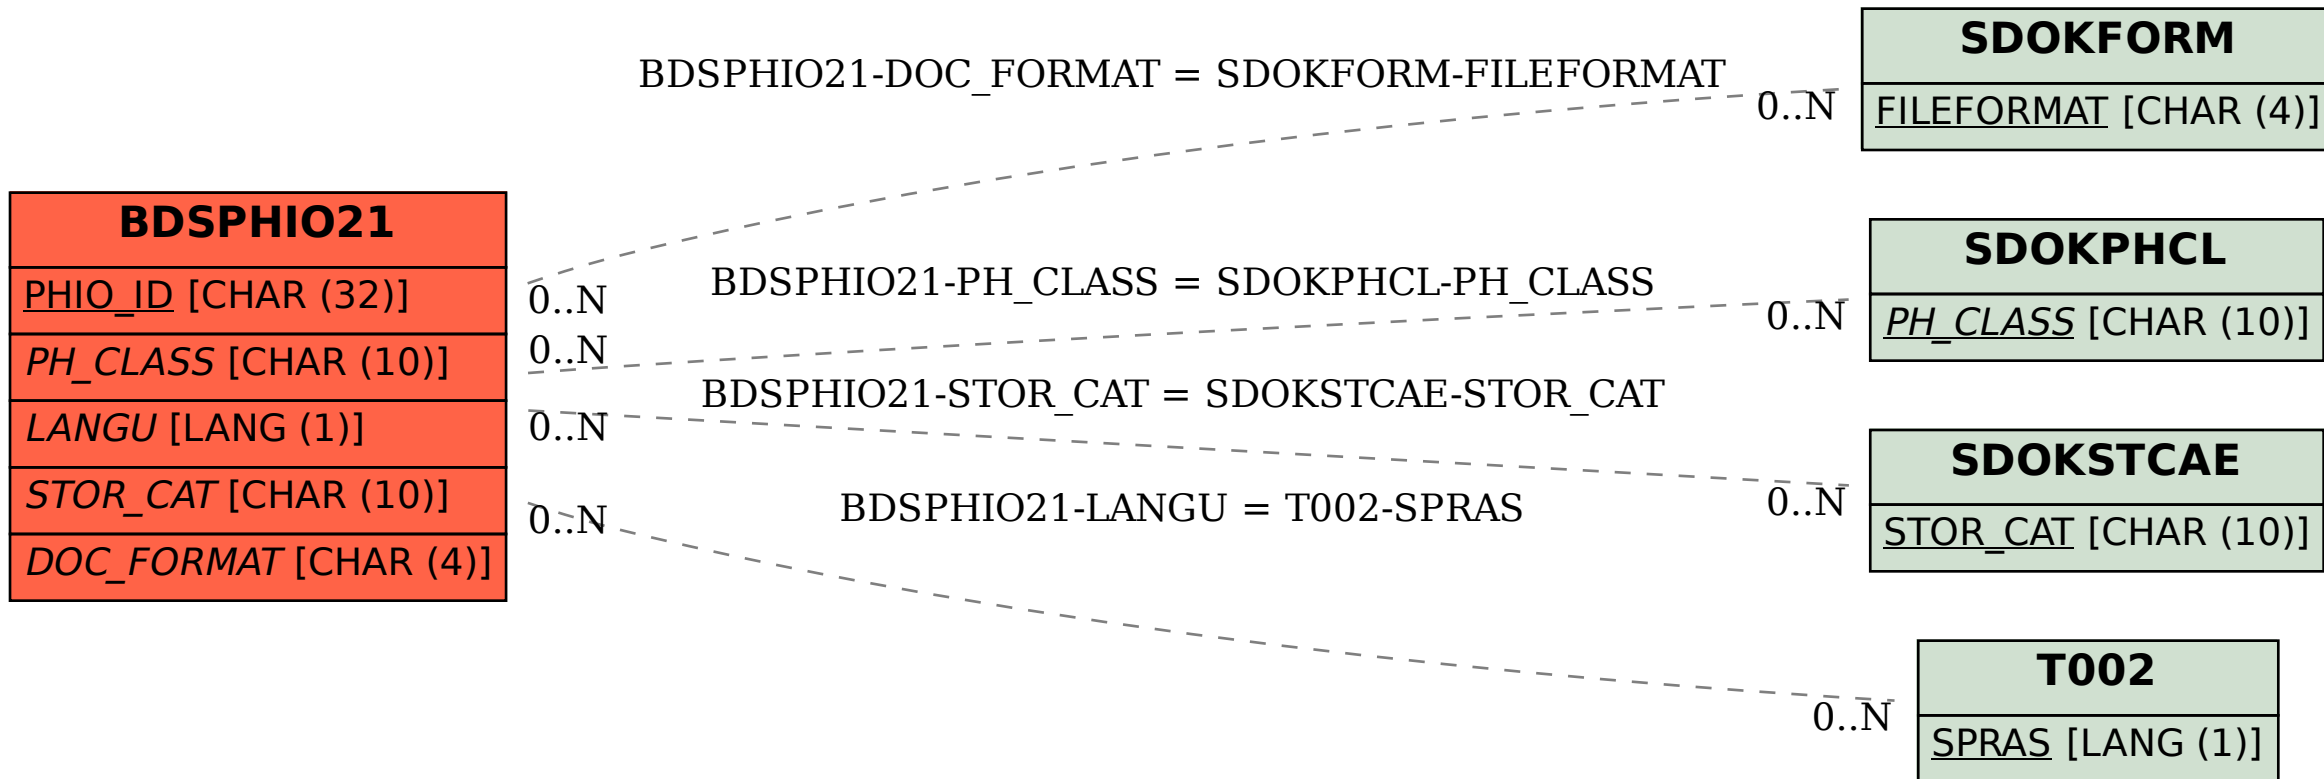 BDSPHIO21
PHIO_ID [CHAR (32)]
PH_CLASS [CHAR (10)]
LANGU [LANG (1)]
STOR_CAT [CHAR (10)]
DOC_FORMAT [CHAR (4)]
BDSPHIO21-DOC_FORMAT = SDOKFORM-FILEFORMAT
0..N
0..N
BDSPHIO21-PH_CLASS = SDOKPHCL-PH_CLASS
0..N
0..N
BDSPHIO21-STOR_CAT = SDOKSTCAE-STOR_CAT
0..N
0..N
BDSPHIO21-LANGU = T002-SPRAS
0..N
0..N
SDOKFORM
FILEFORMAT [CHAR (4)]
SDOKPHCL
PH_CLASS [CHAR (10)]
SDOKSTCAE
STOR_CAT [CHAR (10)]
T002
SPRAS [LANG (1)]